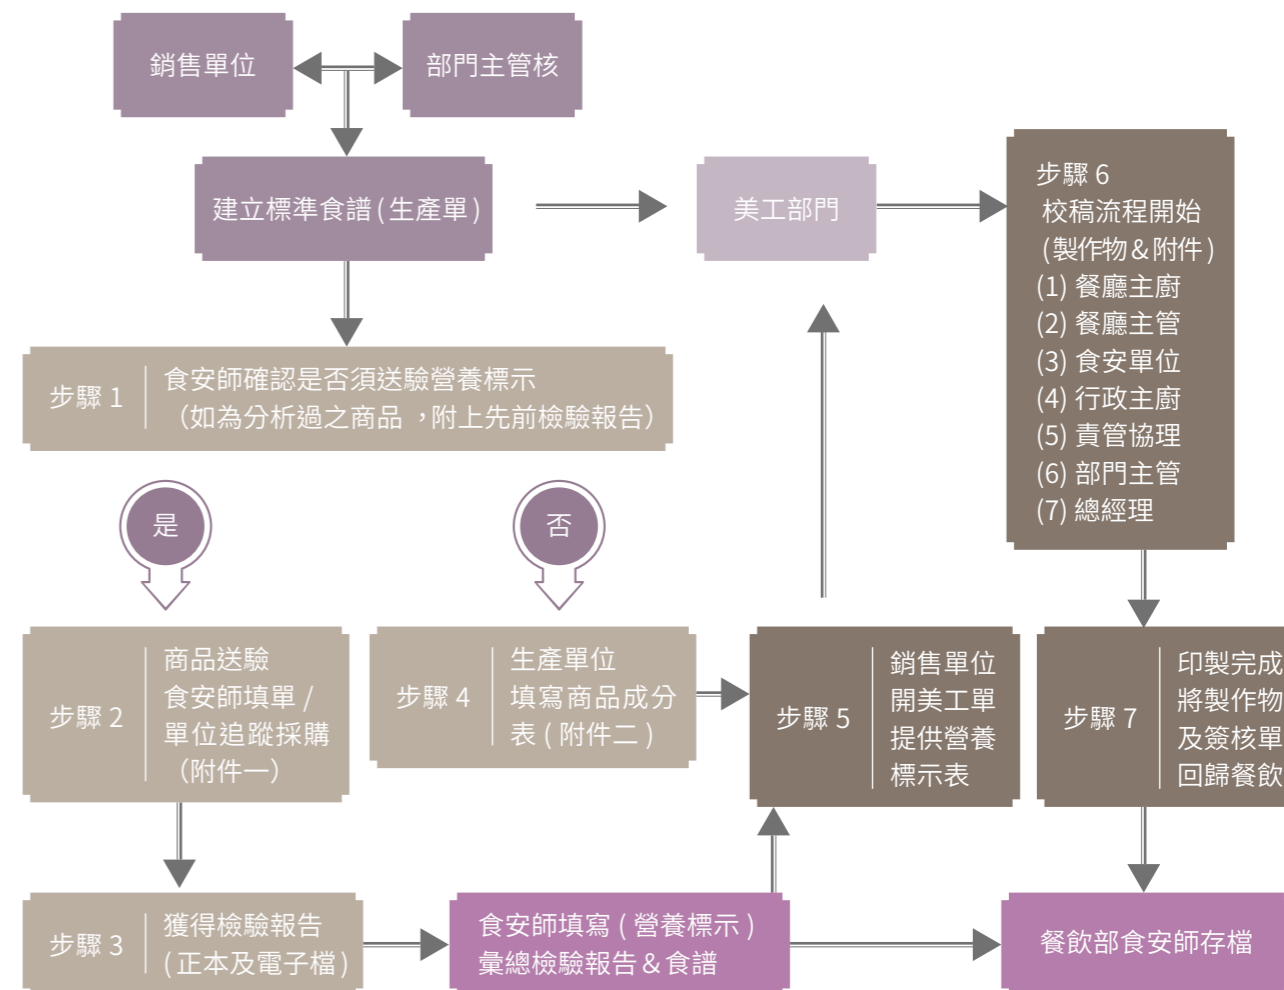 銷售單位
部門主管核
建立標準食譜(生產單)
美工部門
步驟 1
食安師確認是否須送驗營養標示
（如為分析過之商品，附上先前檢驗報告）
是
否
步驟 2
商品送驗
食安師填單 /
單位追蹤採購
（附件一）
步驟 4
生產單位
填寫商品成分
表 ( 附件二 )
步驟 5
銷售單位
開美工單
提供營養
標示表
步驟 6
校稿流程開始
(製作物＆附件)
(1) 餐廳主廚
(2) 餐廳主管
(3) 食安單位
(4) 行政主廚
(5) 責管協理
(6) 部門主管
(7) 總經理
步驟 7
印製完成
將製作物
及簽核單
回歸餐飲
步驟 3
獲得檢驗報告
(正本及電子檔)
食安師填寫 ( 營養標示 )
彙總檢驗報告＆食譜
餐飲部食安師存檔